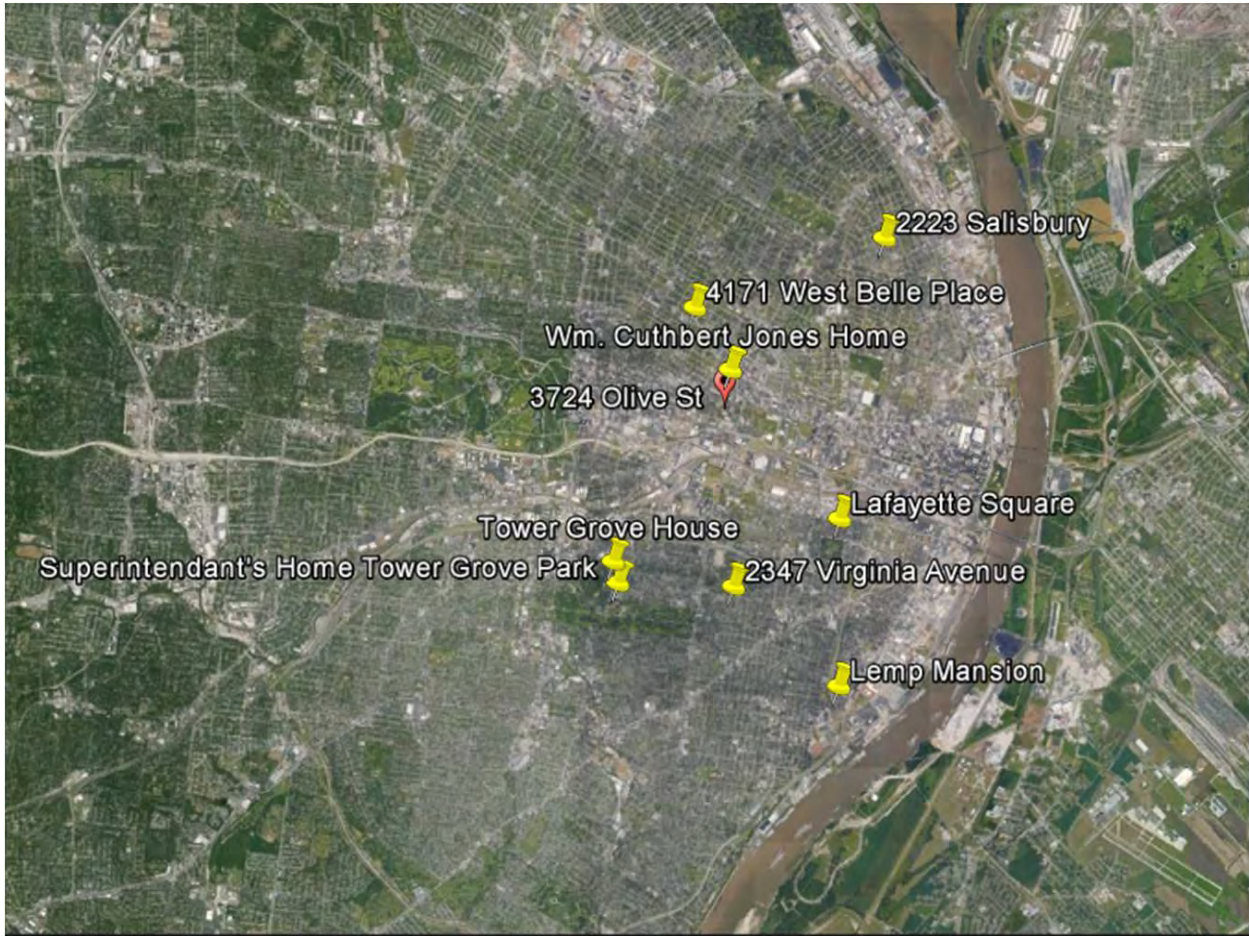 2223 Salisbury
4171 West Belle Place
Wm. Cuthbert Jones Home
3724 Olive St
Lafayette Square
Tower Grove House
Superintendant's Home Tower Grove Park
2347 Virginia Avenue
Lemp Mansion